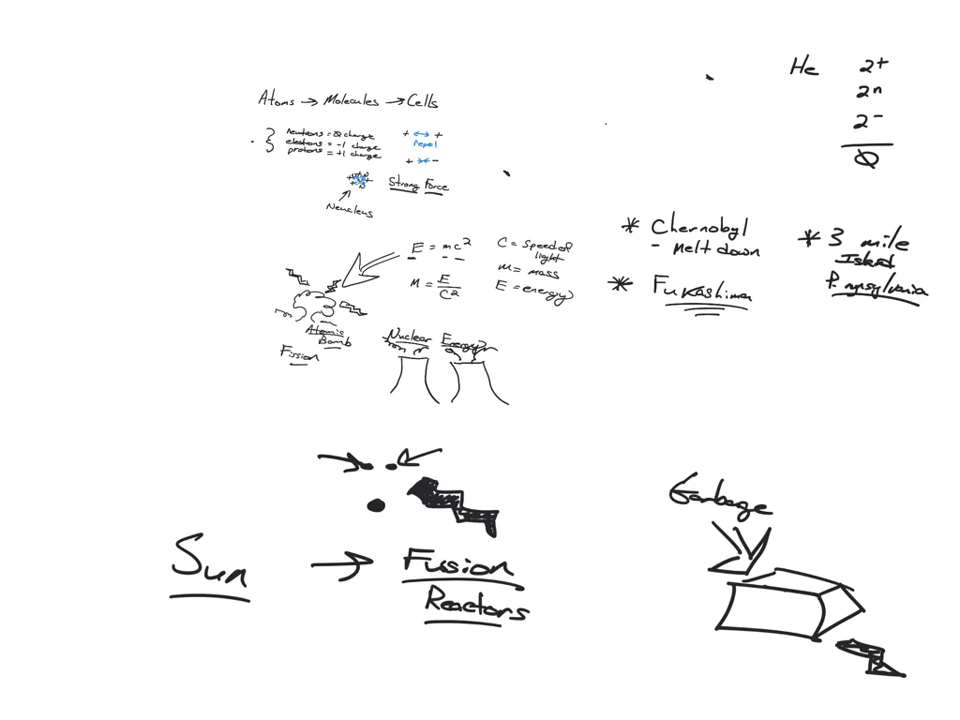 He 2+
2n
2-
Ø
Atoms → Molecules → Cells
neutrons = Ø charge
electrons = -1 charge
protons = +1 charge
+ ↔ +
repel
+ -
Strong Force
Neucleus
E = mc²
M = E/C²
C = Speed of
light
m = mass
E = energy
* Chernobyl
- Melt down
* Fukashima
* 3 mile
Island
Atomic
Bomb
Fission
Nuclear Energy
Sun → Fusion
Reactors
Garbage